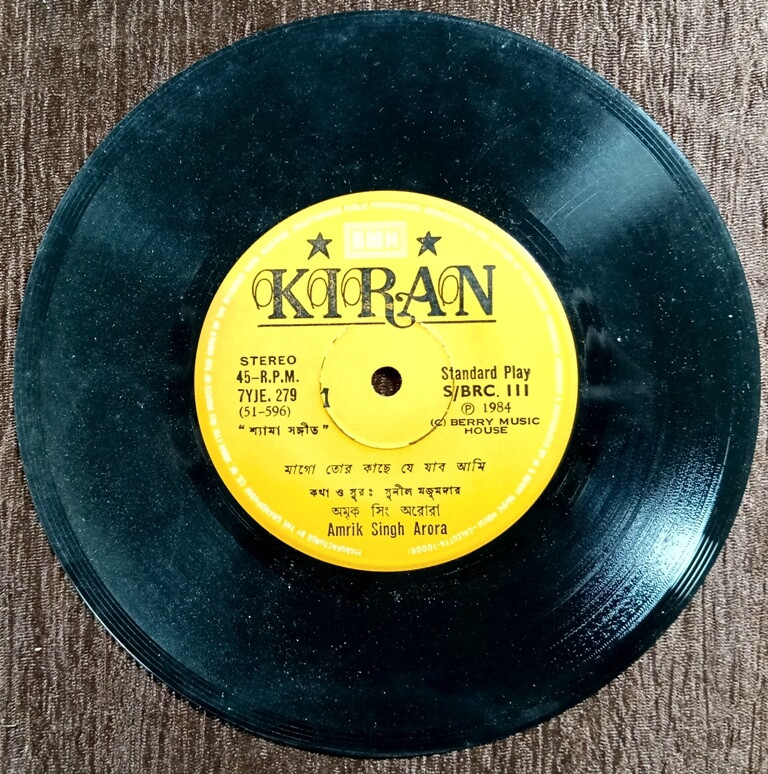 BMH
KIRAN
STEREO
45-R.P.M.
7YJE. 279
(51-596)
1
Standard Play
S/BRC. 111
Ⓟ 1984
(C) BERRY MUSIC
HOUSE
“শ্যামা সঙ্গীত”
মাগো তোর কাছে যে যাব আমি
কথা ও সুরঃ সুনীল মজুমদার
অমৃক সিং অরোরা
Amrik Singh Arora